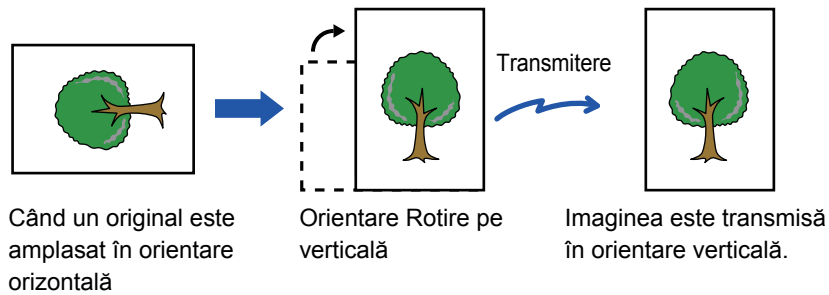 Transmitere
Când un original este
amplasat în orientare
orizontală
Orientare Rotire pe
verticală
Imaginea este transmisă
în orientare verticală.